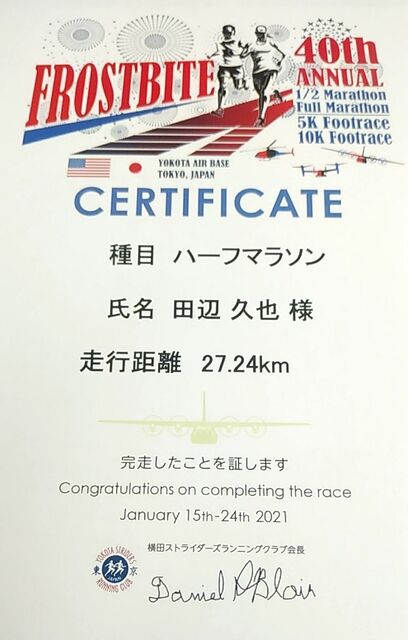 FROSTBITE
40th
ANNUAL
1/2 Marathon
Full Marathon
5K Footrace
10K Footrace
YOKOTA AIR BASE
TOKYO, JAPAN
CERTIFICATE
種目 ハーフマラソン
氏名 田辺 久也 様
走行距離 27.24km
完走したことを証します
Congratulations on completing the race
January 15th-24th 2021
横田ストライダーズランニングクラブ会長
YOKOTA STRIDERS
東 京
JAPAN
RUNNING CLUB
Daniel P Blair